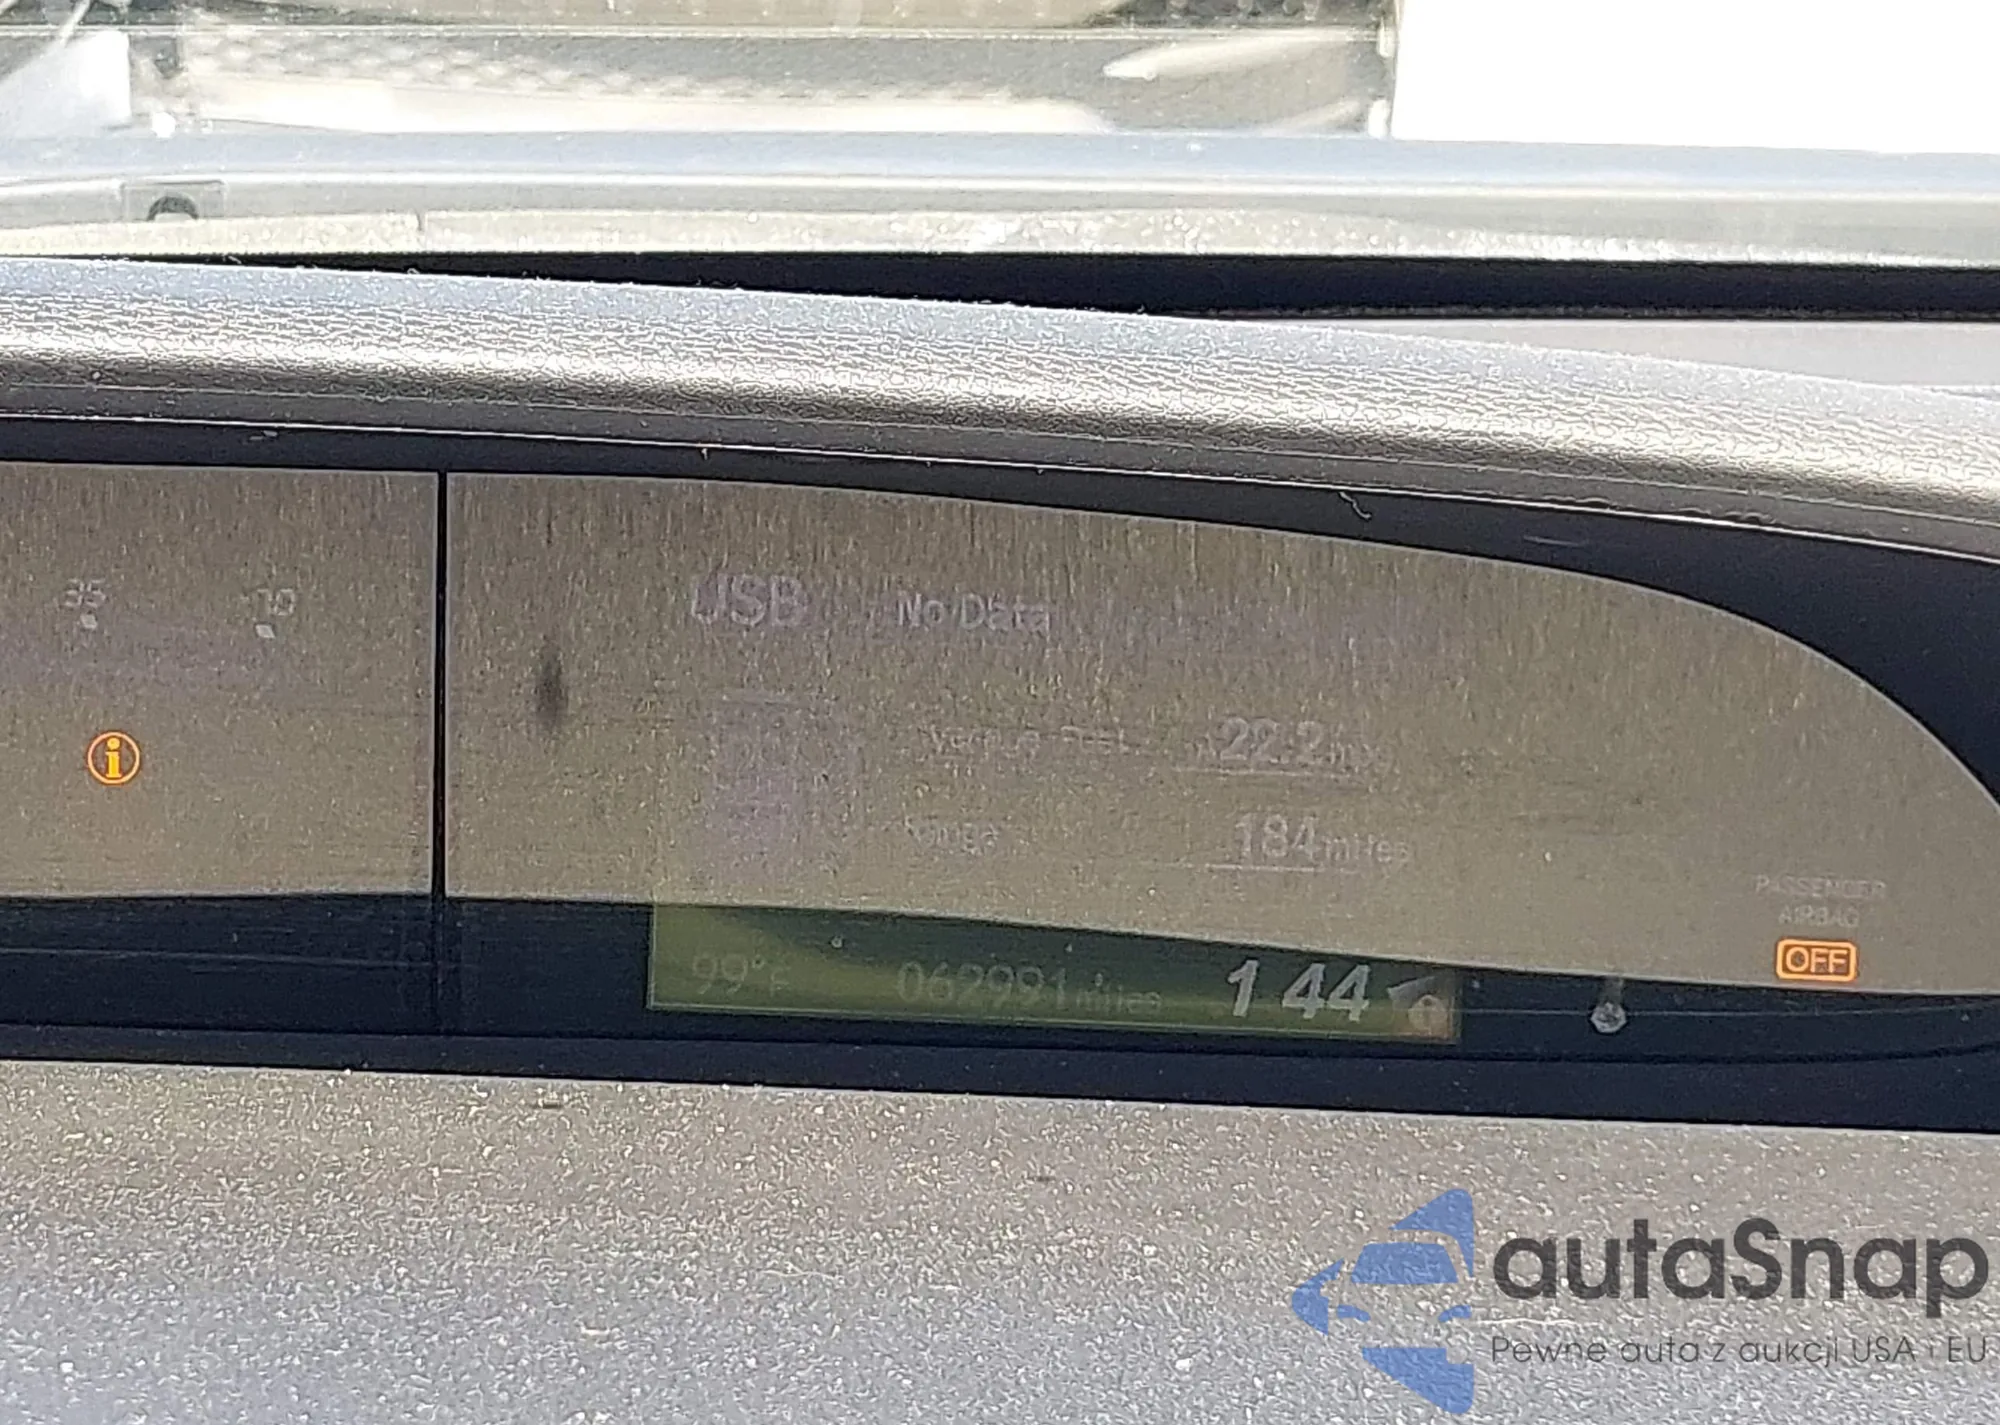 35
10
USB No Data
22.2
184 miles
PASSENGER
AIRBAG
OFF
99°F 062991 miles 1 44
autaSnap
Pewne auta z aukcji USA i EU